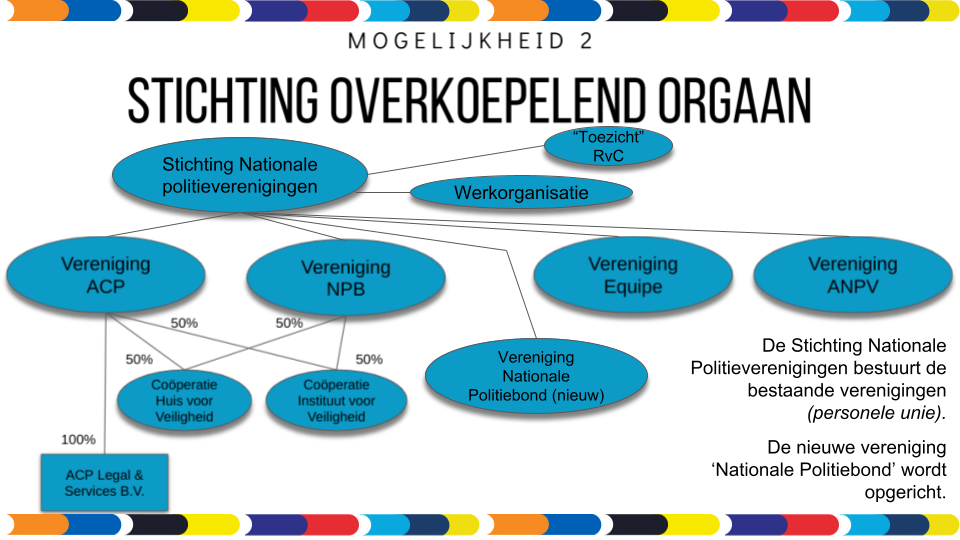 MOGELIJKHEID 2
STICHTING OVERKOEPELEND ORGAAN
“Toezicht”
RvC
Stichting Nationale
politieverenigingen
Werkorganisatie
Vereniging
ACP
Vereniging
NPB
Vereniging
Equipe
Vereniging
ANPV
50%
50%
50%
50%
Vereniging
Nationale
Politiebond (nieuw)
Coöperatie
Huis voor
Veiligheid
Coöperatie
Instituut voor
Veiligheid
100%
ACP Legal &
Services B.V.
De Stichting Nationale
Politieverenigingen bestuurt de
bestaande verenigingen
(personele unie).
De nieuwe vereniging
‘Nationale Politiebond’ wordt
opgericht.